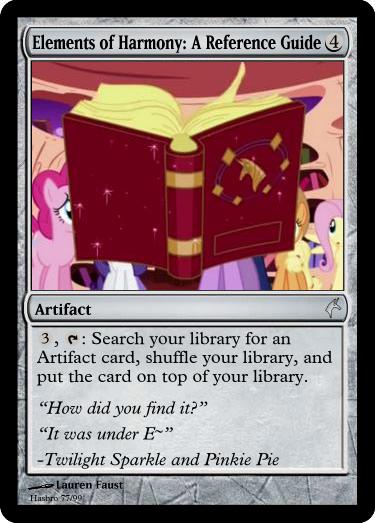 Elements of Harmony: A Reference Guide 4
Artifact
3 , : Search your library for an
Artifact card, shuffle your library, and
put the card on top of your library.
“How did you find it?”
“It was under E~”
-Twilight Sparkle and Pinkie Pie
Lauren Faust
Hasbro 77/99